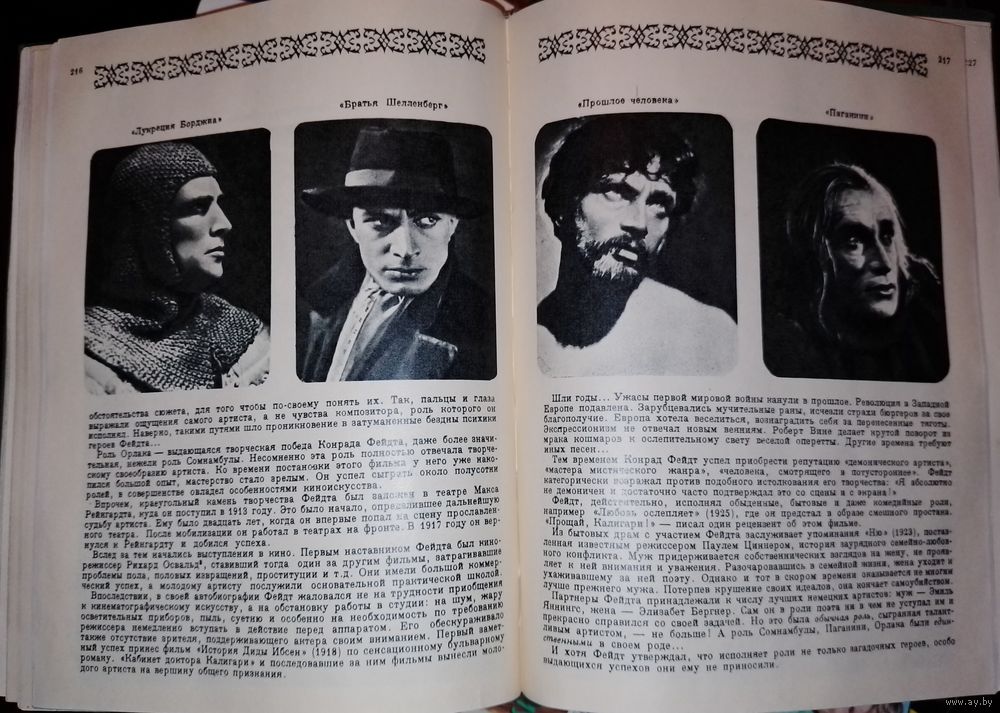 216
«Лукреция Борджиа»
«Братья Шелленберг»
обстоятельства сюжета, для того чтобы по-своему понять их. Так, пальцы и глаза
выражали ощущения самого артиста, а не чувства композитора, роль которого он
исполнял. Наверно, такими путями шло проникновение в затуманенные бездны психики
героев Фейдта...
Роль Орлака — выдающаяся творческая победа Конрада Фейдта, даже более значи-
тельная, нежели роль Сомнамбулы. Несомненно эта роль полностью отвечала творче-
скому своеобразию артиста. Ко времени постановки этого фильма у него уже нако-
пился большой опыт, мастерство стало зрелым. Он успел сыграть около полусотни
ролей, в совершенстве овладел особенностями киноискусства.
Впрочем, краеугольный камень творчества Фейдта был заложен в театре Макса
Рейнгардта, куда он поступил в 1913 году. Это было начало, определившее дальнейшую
судьбу артиста. Ему было двадцать лет, когда он впервые попал на сцену прославлен-
ного театра. После мобилизации он работал в театрах на фронте. В 1917 году он вер-
нулся к Рейнгардту и добился успеха.
Вслед за тем начались выступления в кино. Первым наставником Фейдта был кино-
режиссер Рихард Освальд, ставивший тогда один за другим фильмы, затрагивавшие
проблемы пола, половых извращений, проституции и т.д. Они имели большой коммер-
ческий успех, а молодому артисту послужили основательной практической школой.
Впоследствии, в своей автобиографии Фейдт жаловался не на трудности приобщения
к кинематографическому искусству, а на обстановку работы в студии: на шум, жару
осветительных приборов, пыль, суетню и особенно на необходимость по требованию
режиссера немедленно вступать в действие перед аппаратом. Его обескураживало
также отсутствие зрителя, поддерживающего актера своим вниманием. Первый замет-
ный успех принес фильм «История Диды Ибсен» (1918) по сенсационному бульварному
роману. «Кабинет доктора Калигари» и последовавшие за ним фильмы вынесли моло-
дого артиста на вершину общего признания.
217
227
«Прошлое человека»
«Паганини»
Шли годы... Ужасы первой мировой войны канули в прошлое. Революция в Западной
Европе подавлена. Зарубцевались мучительные раны, исчезли страхи бюргеров за свое
благополучие. Европа хотела веселиться, вознаградить себя за перенесенные тяготы.
Экспрессионизм не отвечал новым веяниям. Роберт Вине делает крутой поворот из
мрака кошмаров к ослепительному свету веселой оперетты. Другие времена требуют
иных песен...
Тем временем Конрад Фейдт успел приобрести репутацию «демонического артиста»,
«мастера мистического жанра», «человека, смотрящего в потустороннее». Фейдт
категорически возражал против подобного истолкования его творчества: «Я абсолютно
не демоничен и достаточно часто подтверждал это со сцены и с экрана!»
Фейдт, действительно, исполнял обыденные, бытовые и даже комедийные роли,
например «Любовь ослепляет» (1925), где он предстал в образе смешного простака.
«Прощай, Калигари!» — писал один рецензент об этом фильме.
Из бытовых драм с участием Фейдта заслуживает упоминания «Ню» (1923), постав-
ленная известным режиссером Паулем Циннером, история заурядного семейно-любов-
ного конфликта. Муж придерживается собственнических взглядов на жену, не прояв-
ляет к ней внимания и уважения. Разочаровавшись в семейной жизни, жена уходит к
ухаживавшему за ней поэту. Однако и тот в скором времени оказывается не многим
лучше прежнего мужа. Потерпев крушение своих идеалов, она кончает самоубийством.
Партнеры Фейдта принадлежали к числу лучших немецких артистов: муж — Эмиль
Яннингс, жена — Элизабет Бергнер. Сам он в роли поэта ни в чем не уступал им и
прекрасно справился со своей задачей. Но это была обычная роль, сыгранная талант-
ливым артистом, — не больше! А роль Сомнамбулы, Паганини, Орлака были един-
ственными в своем роде...
И хотя Фейдт утверждал, что исполняет роли не только загадочных героев, особо
выдающихся успехов они ему не приносили.
www.ay.by